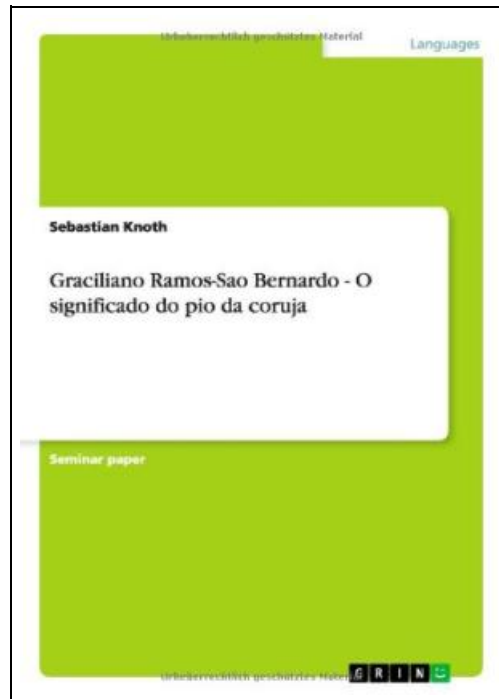 Urheberrechtlich geschütztes Material
Languages
Sebastian Knoth
Graciliano Ramos-Sao Bernardo - O
significado do pio da coruja
Seminar paper
Urheberrechtlich geschütztes Mater
GRIN